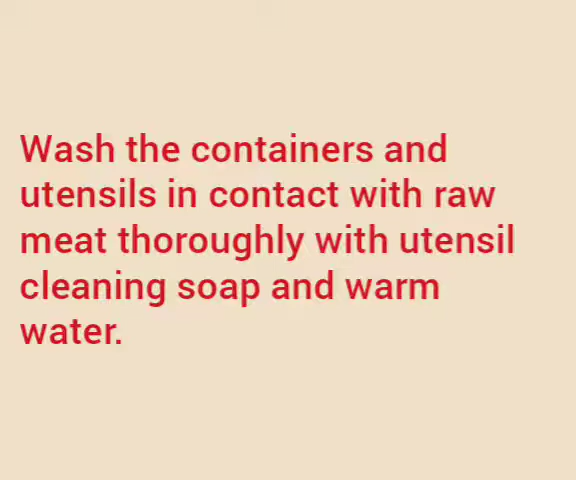 Wash the containers and
utensils in contact with raw
meat thoroughly with utensil
cleaning soap and warm
water.